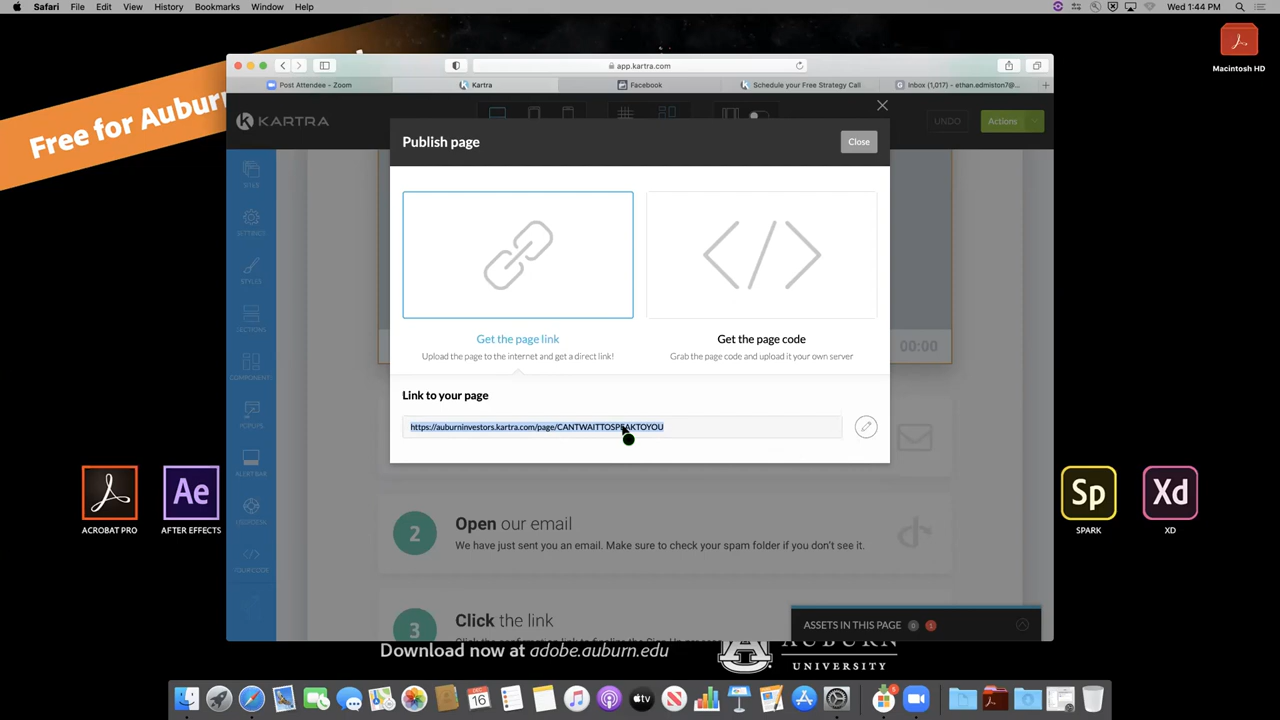 Safari File Edit View History Bookmarks Window Help
Wed 1:44 PM
Macintosh HD
Free for Auburn
app.kartra.com
Post Attendee - Zoom
Kartra
Facebook
Schedule your Free Strategy Call
Inbox (1,017) - ethan.edmiston7@...
KARTRA
UNDO
Actions
Publish page
Close
Get the page link
Upload the page to the internet and get a direct link!
Get the page code
Grab the page code and upload it your own server
Link to your page
https://auburninvestors.kartra.com/page/CANTWAITTOSPEAKTOYOU
SETTINGS
STYLES
00:00
ACROBAT PRO
Ae
AFTER EFFECTS
Sp
SPARK
Xd
XD
2
Open our email
We have just sent you an email. Make sure to check your spam folder if you don't see it.
3
Click the link
ASSETS IN THIS PAGE 0 1
Download now at adobe.auburn.edu
AUBURN
UNIVERSITY
DEC
16
tv